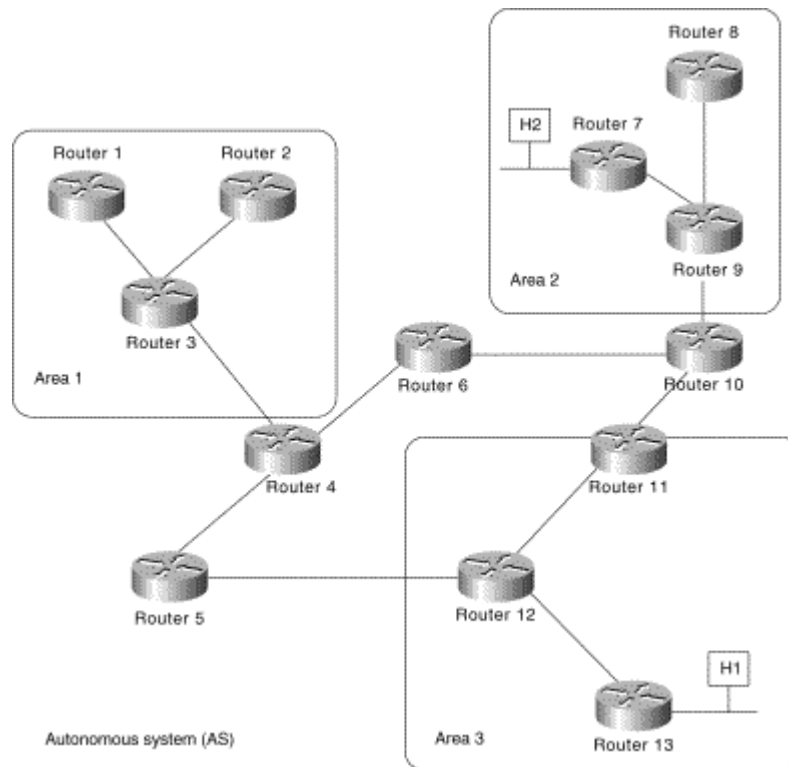 Router 8
H2
Router 7
Router 1
Router 2
Router 9
Area 2
Router 3
Area 1
Router 6
Router 10
Router 4
Router 11
Router 5
Router 12
H1
Autonomous system (AS)
Area 3
Router 13